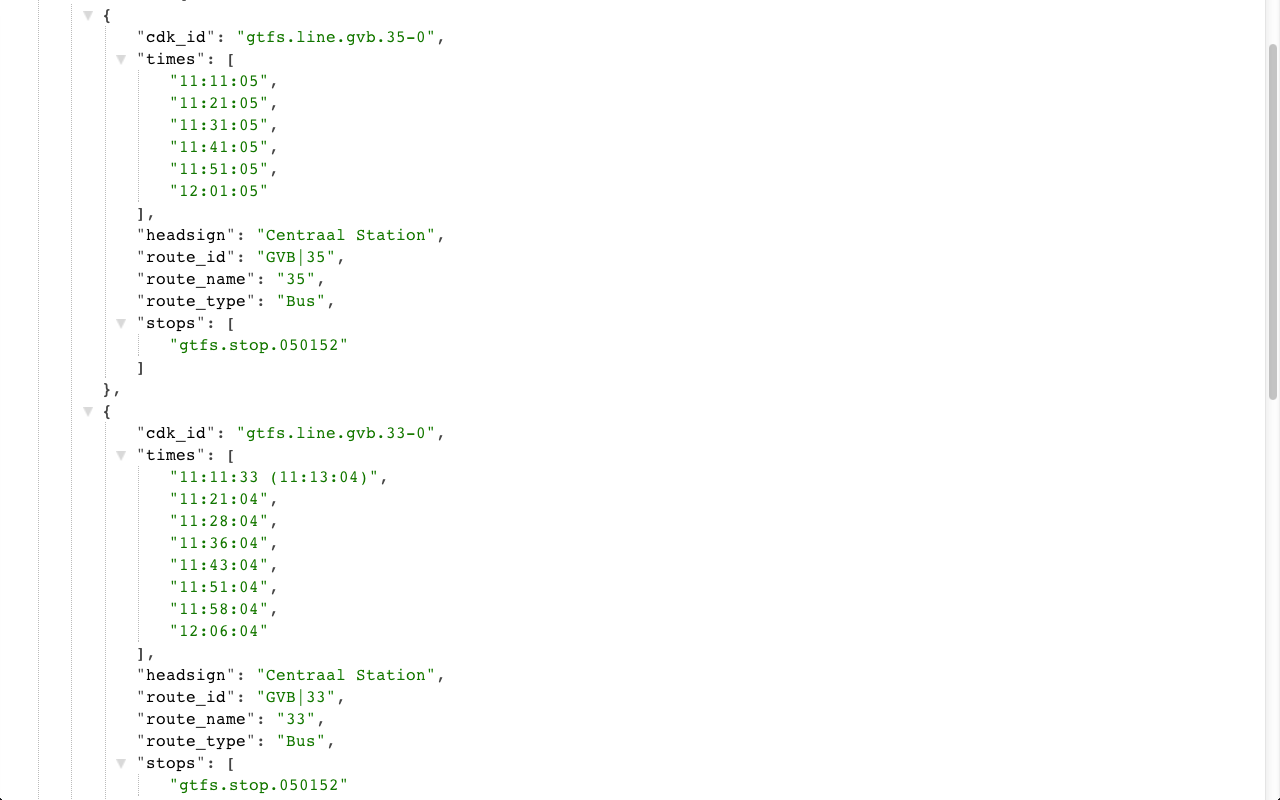 {
"cdk_id": "gtfs.line.gvb.35-0",
"times": [
"11:11:05",
"11:21:05",
"11:31:05",
"11:41:05",
"11:51:05",
"12:01:05"
],
"headsign": "Centraal Station",
"route_id": "GVB|35",
"route_name": "35",
"route_type": "Bus",
"stops": [
"gtfs.stop.050152"
]
},
{
"cdk_id": "gtfs.line.gvb.33-0",
"times": [
"11:11:33 (11:13:04)",
"11:21:04",
"11:28:04",
"11:36:04",
"11:43:04",
"11:51:04",
"11:58:04",
"12:06:04"
],
"headsign": "Centraal Station",
"route_id": "GVB|33",
"route_name": "33",
"route_type": "Bus",
"stops": [
"gtfs.stop.050152"